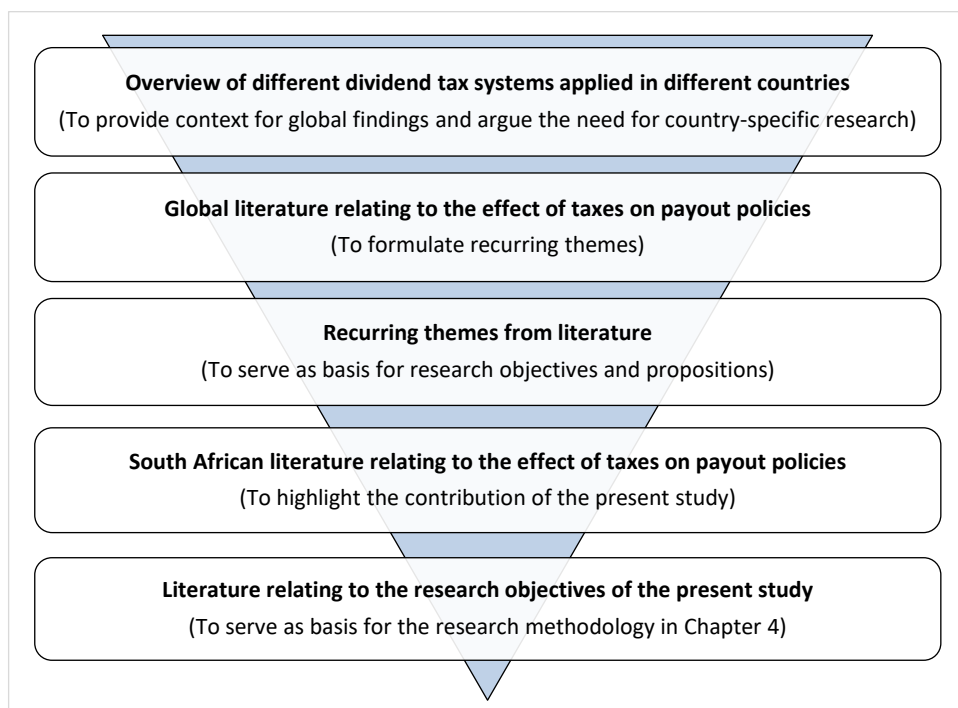 Overview of different dividend tax systems applied in different countries
(To provide context for global findings and argue the need for country-specific research)
Global literature relating to the effect of taxes on payout policies
(To formulate recurring themes)
Recurring themes from literature
(To serve as basis for research objectives and propositions)
South African literature relating to the effect of taxes on payout policies
(To highlight the contribution of the present study)
Literature relating to the research objectives of the present study
(To serve as basis for the research methodology in Chapter 4)